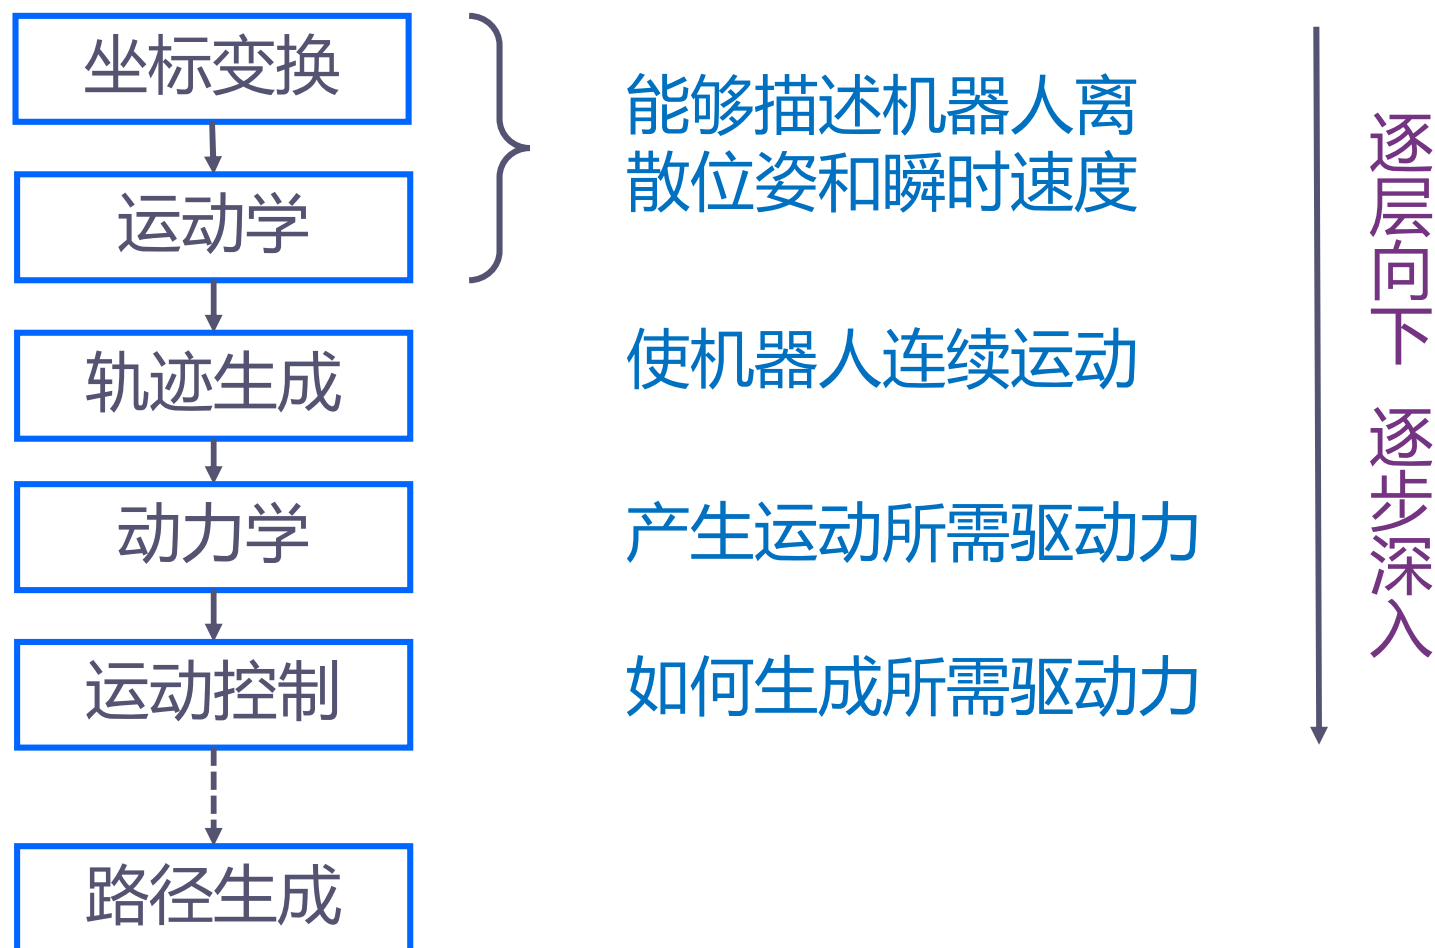 坐标变换
运动学
能够描述机器人离
散位姿和瞬时速度
轨迹生成
使机器人连续运动
动力学
产生运动所需驱动力
运动控制
如何生成所需驱动力
路径生成
逐层向下 逐步深入